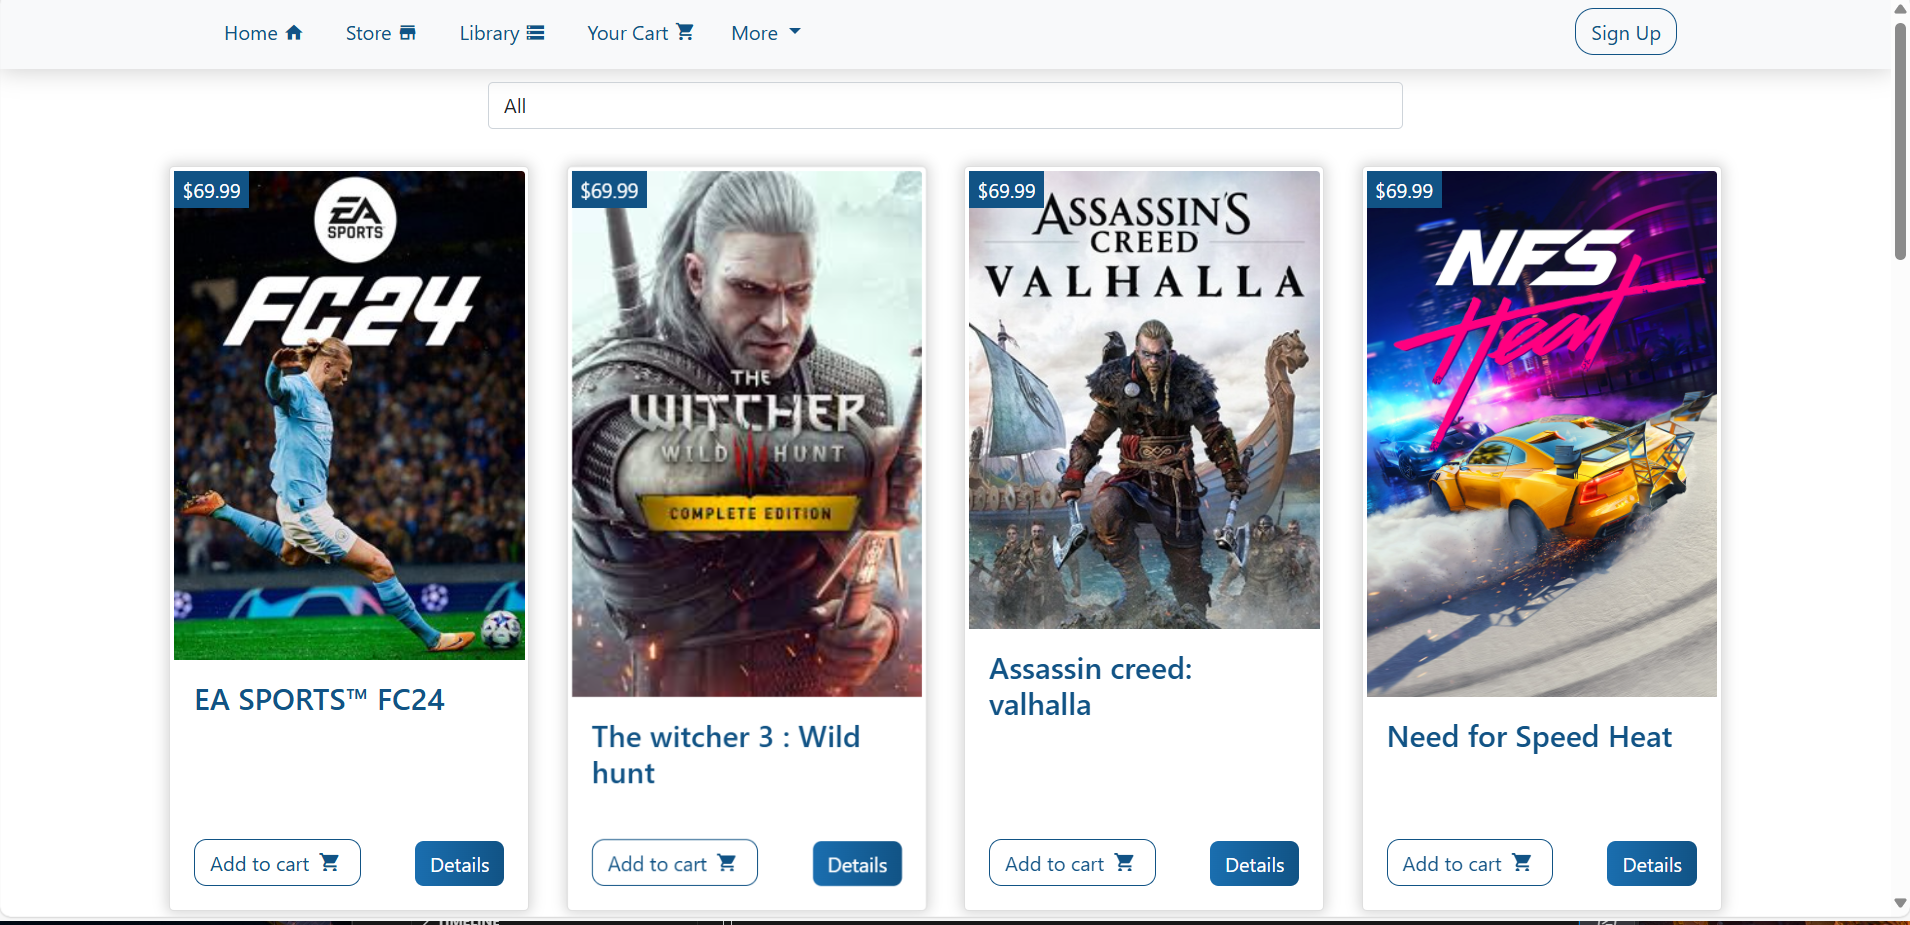 Home
Store
Library
Your Cart
More
Sign Up
All
$69.99
EA
SPORTS
FC24
EA SPORTS™ FC24
Add to cart
Details
$69.99
THE
WITCHER
WILD HUNT
COMPLETE EDITION
The witcher 3 : Wild
hunt
Add to cart
Details
$69.99
ASSASSIN'S
CREED
VALHALLA
Assassin creed:
valhalla
Add to cart
Details
$69.99
NFS
Heat
Need for Speed Heat
Add to cart
Details
TIMELINE